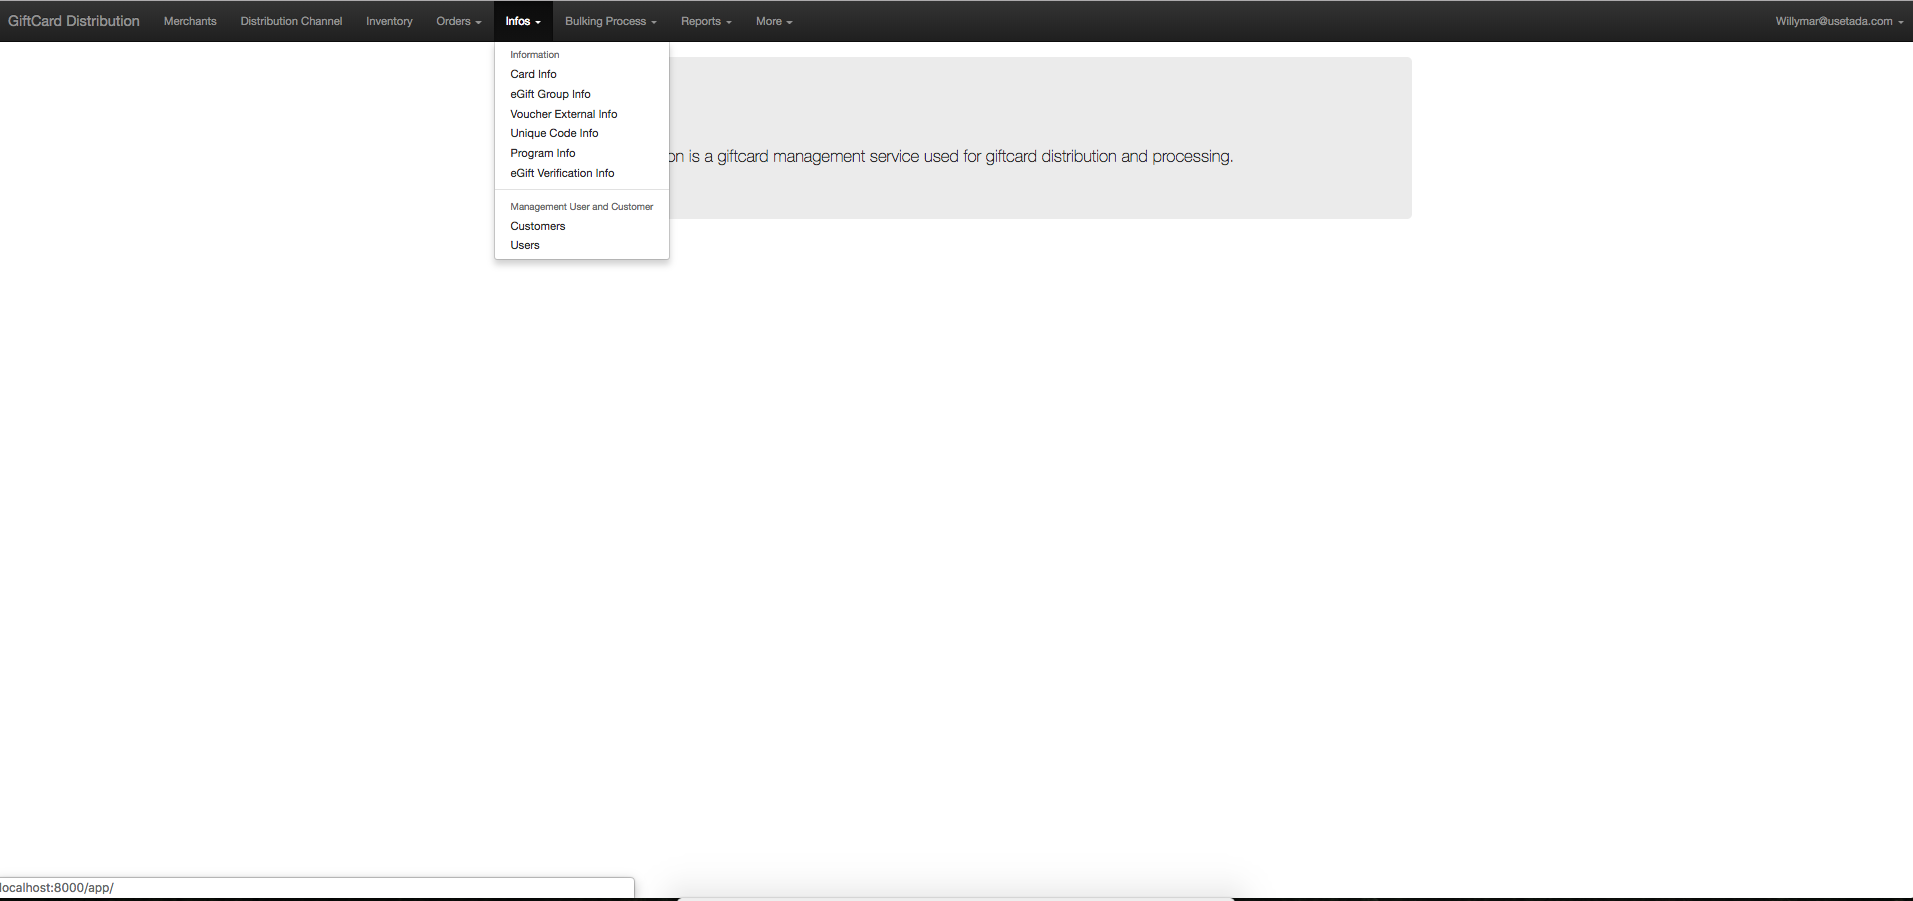 GiftCard Distribution Merchants Distribution Channel Inventory Orders Infos Bulking Process Reports More Willymar@usetada.com
Information
Card Info
eGift Group Info
Voucher External Info
Unique Code Info
Program Info
eGift Verification Info
Management User and Customer
Customers
Users
on is a giftcard management service used for giftcard distribution and processing.
localhost:8000/app/